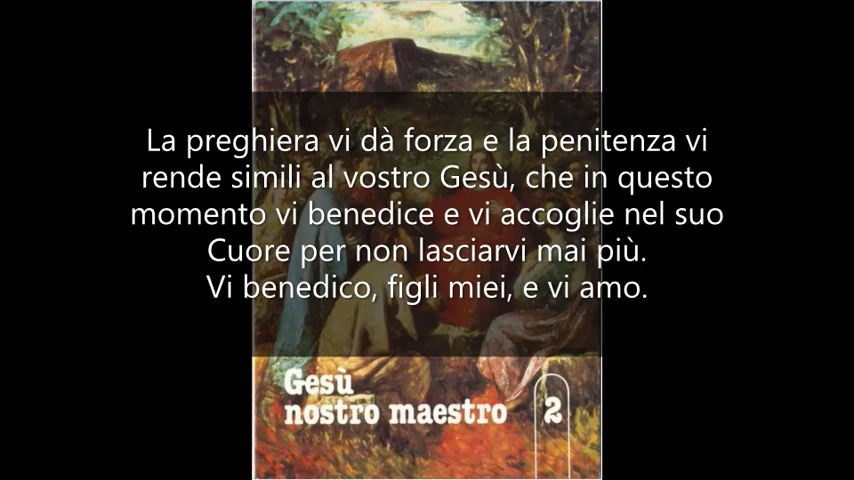 La preghiera vi dà forza e la penitenza vi
rende simili al vostro Gesù, che in questo
momento vi benedice e vi accoglie nel suo
Cuore per non lasciarvi mai più.
Vi benedico, figli miei, e vi amo.
Gesù
nostro maestro
2